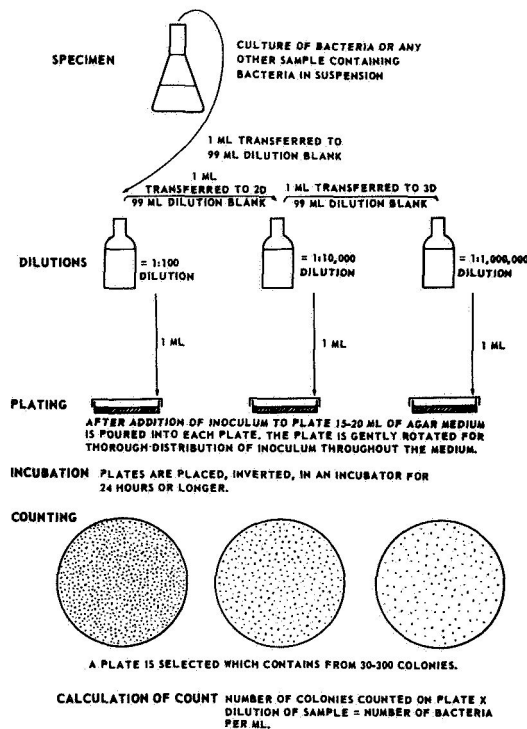 SPECIMEN
CULTURE OF BACTERIA OR ANY
OTHER SAMPLE CONTAINING
BACTERIA IN SUSPENSION
1 ML TRANSFERRED TO
99 ML DILUTION BLANK
1 ML
TRANSFERRED TO 2D
99 ML DILUTION BLANK
1 ML TRANSFERRED TO 3D
99 ML DILUTION BLANK
DILUTIONS
= 1:100
DILUTION
= 1:10,000
DILUTION
= 1:1,000,000
DILUTION
1 ML
1 ML
1 ML
PLATING
AFTER ADDITION OF INOCULUM TO PLATE 15-20 ML OF AGAR MEDIUM
IS POURED INTO EACH PLATE. THE PLATE IS GENTLY ROTATED FOR
THOROUGH-DISTRIBUTION OF INOCULUM THROUGHOUT THE MEDIUM.
INCUBATION PLATES ARE PLACED, INVERTED, IN AN INCUBATOR FOR
24 HOURS OR LONGER.
COUNTING
A PLATE IS SELECTED WHICH CONTAINS FROM 30-300 COLONIES.
CALCULATION OF COUNT NUMBER OF COLONIES COUNTED ON PLATE X
DILUTION OF SAMPLE = NUMBER OF BACTERIA
PER ML.